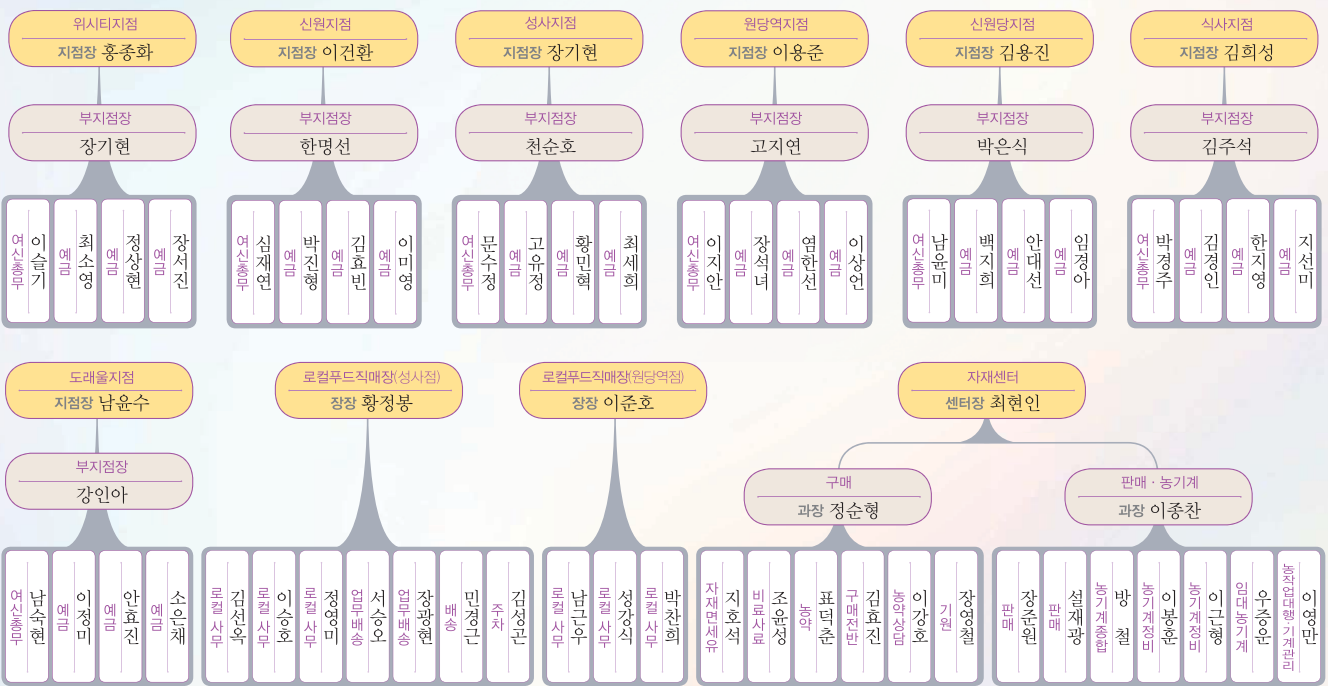 위시티지점
지점장 홍종화
부지점장
장기현
여신총무 이슬기
예금 최소영
예금 정상현
예금 장서진
신원지점
지점장 이건환
부지점장
한명선
여신총무 심재연
예금 박진형
예금 김효빈
예금 이미영
성사지점
지점장 장기현
부지점장
천순호
여신총무 문수정
예금 고유정
예금 황민혁
예금 최세희
원당역지점
지점장 이용준
부지점장
고지연
여신총무 이지안
예금 장석녀
예금 염한선
예금 이상언
신원당지점
지점장 김용진
부지점장
박은식
여신총무 남윤미
예금 백지희
예금 안대선
예금 임경아
식사지점
지점장 김희성
부지점장
김주석
여신총무 박경주
예금 김경인
예금 한지영
예금 지선미
도래울지점
지점장 남윤수
부지점장
강인아
여신총무 남숙현
예금 이정미
예금 안효진
예금 소은채
로컬푸드직매장(성사점)
장장 황정봉
로컬 사무 김선옥
로컬 사무 이승호
로컬 사무 정영미
업무배송 서승오
업무배송 장광현
배송 민경근
주차 김성곤
로컬푸드직매장(원당역점)
장장 이준호
로컬 사무 남근우
로컬 사무 성강식
로컬 사무 박찬희
자재센터
센터장 최현인
구매
과장 정순형
자재면세유 지호석
비료사료 조윤성
농약 표덕춘
구매전반 김효진
농약상담 이강호
기원 장영철
판매 · 농기계
과장 이종찬
판매 장준원
판매 설재광
농기계종합 방 철
농기계정비 이봉훈
농기계정비 이근형
임대농기계 우증운
농작업대행 기계관리 이영만